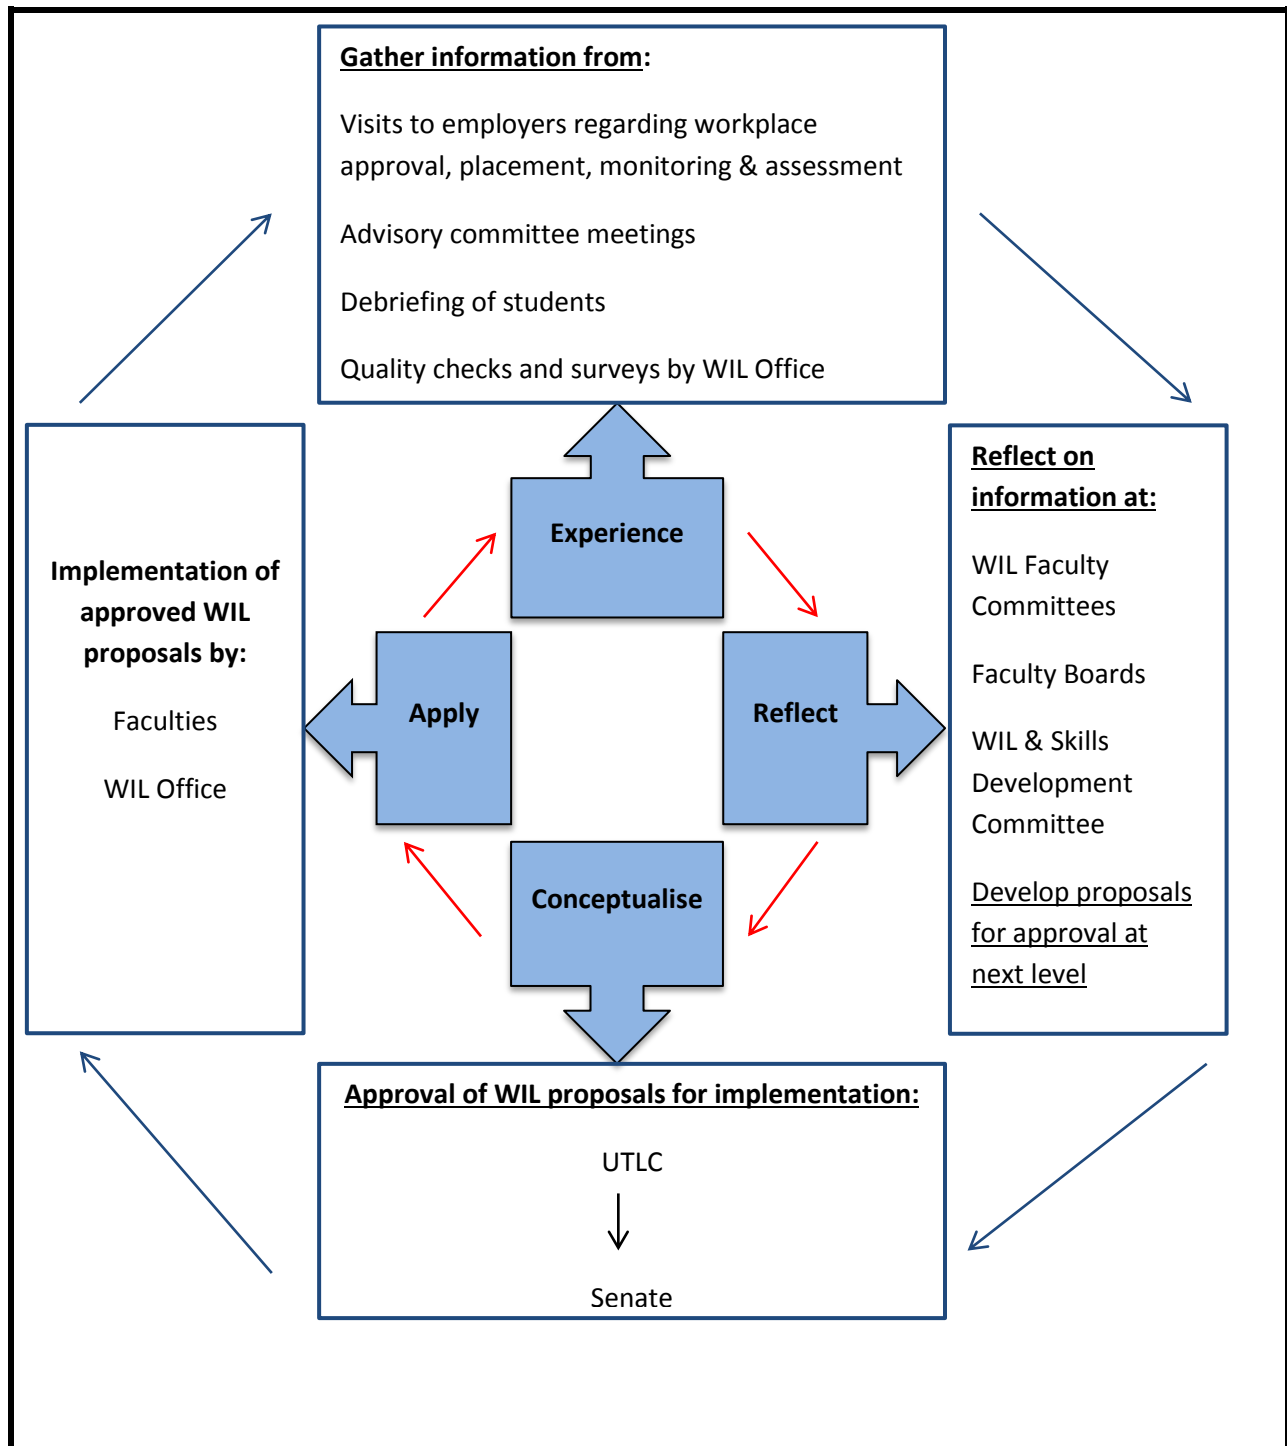 Gather information from:
Visits to employers regarding workplace
approval, placement, monitoring & assessment
Advisory committee meetings
Debriefing of students
Quality checks and surveys by WIL Office
Experience
Reflect
Conceptualise
Apply
Reflect on
information at:
WIL Faculty
Committees
Faculty Boards
WIL & Skills
Development
Committee
Develop proposals
for approval at
next level
Approval of WIL proposals for implementation:
UTLC
Senate
Implementation of
approved WIL
proposals by:
Faculties
WIL Office